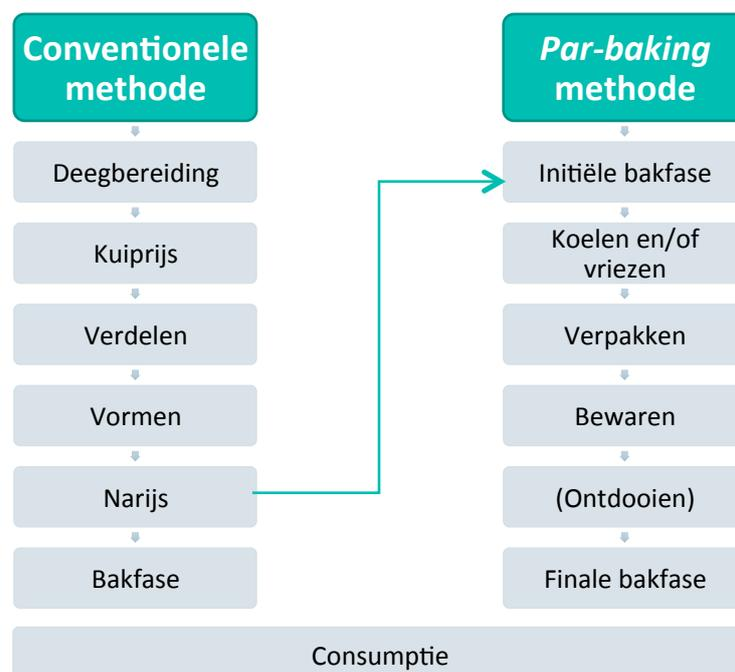 Conventionele
methode
Deegbereiding
Kuiprijs
Verdelen
Vormen
Narijs
Bakfase
Par-baking
methode
Initiële bakfase
Koelen en/of
vriezen
Verpakken
Bewaren
(Ontdooien)
Finale bakfase
Consumptie